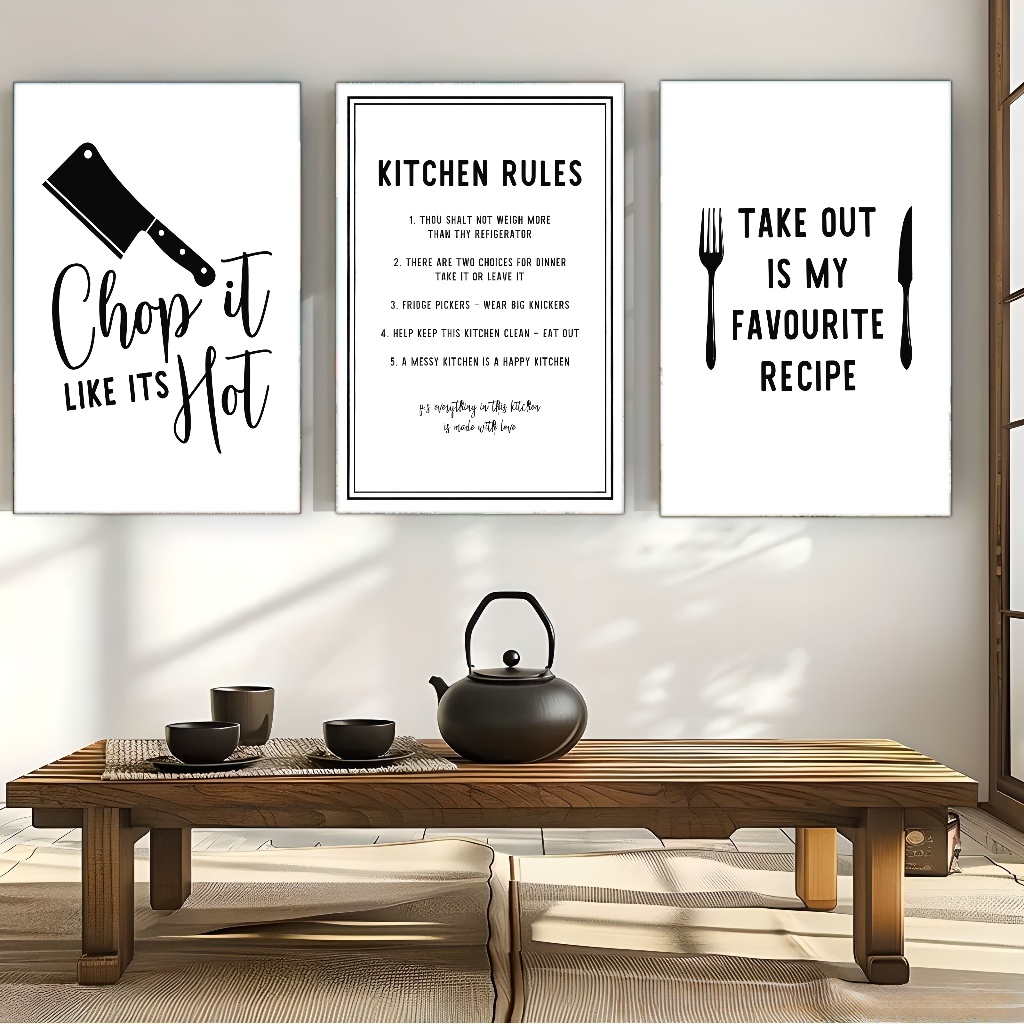 Chop it
LIKE ITS Hot
KITCHEN RULES
1. THOU SHALT NOT WEIGH MORE
THAN THY REFIGERATOR
2. THERE ARE TWO CHOICES FOR DINNER
TAKE IT OR LEAVE IT
3. FRIDGE PICKERS – WEAR BIG KNICKERS
4. HELP KEEP THIS KITCHEN CLEAN – EAT OUT
5. A MESSY KITCHEN IS A HAPPY KITCHEN
p.s everything in this kitchen
is made with love
TAKE OUT
IS MY
FAVOURITE
RECIPE